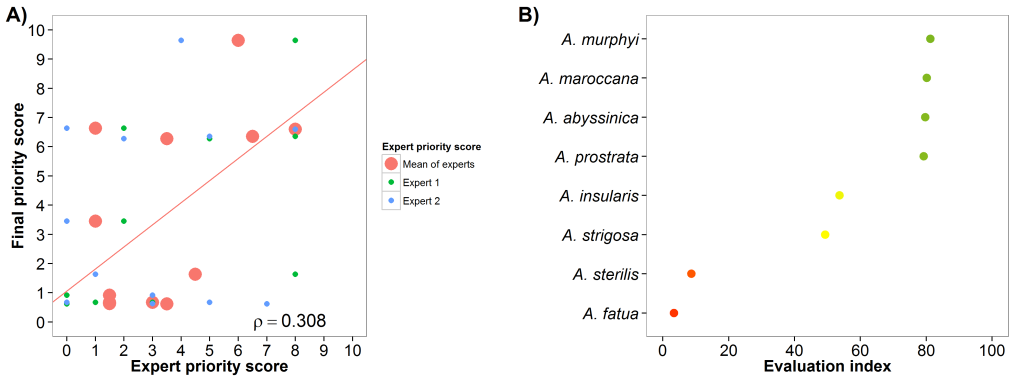 A)
Final priority score
10
9
8
7
6
5
4
3
2
1
0
0 1 2 3 4 5 6 7 8 9 10
Expert priority score
ρ = 0.308
Expert priority score
Mean of experts
Expert 1
Expert 2
B)
A. murphyi
A. maroccana
A. abyssinica
A. prostrata
A. insularis
A. strigosa
A. sterilis
A. fatua
0 20 40 60 80 100
Evaluation index